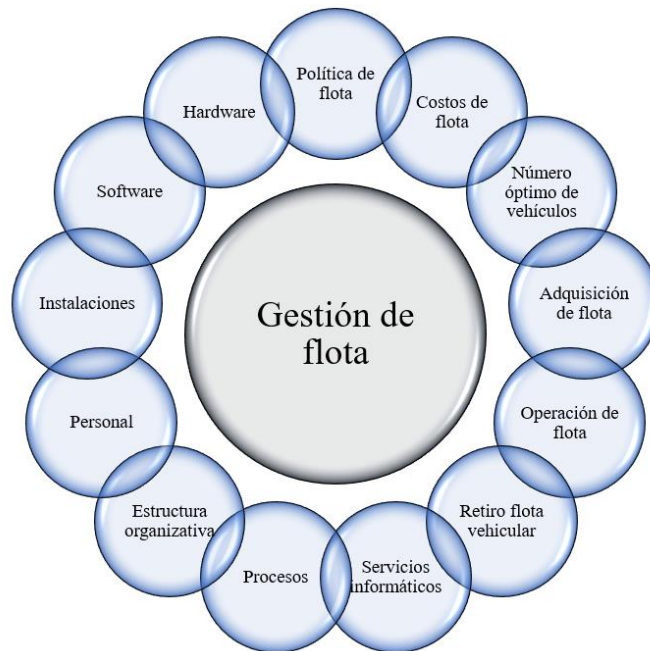 Gestión de
flota
Política de
flota
Costos de
flota
Número
óptimo de
vehículos
Adquisición
de flota
Operación de
flota
Retiro flota
vehicular
Servicios
informáticos
Procesos
Estructura
organizativa
Personal
Instalaciones
Software
Hardware